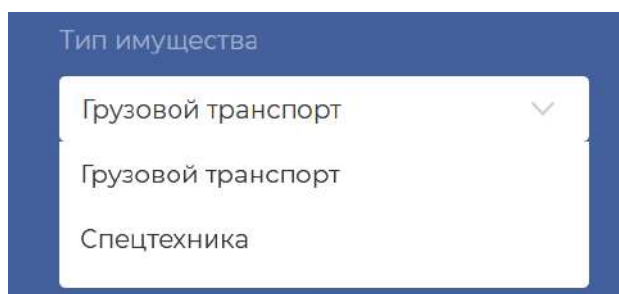 Тип имущества
Грузовой транспорт
Грузовой транспорт
Спецтехника